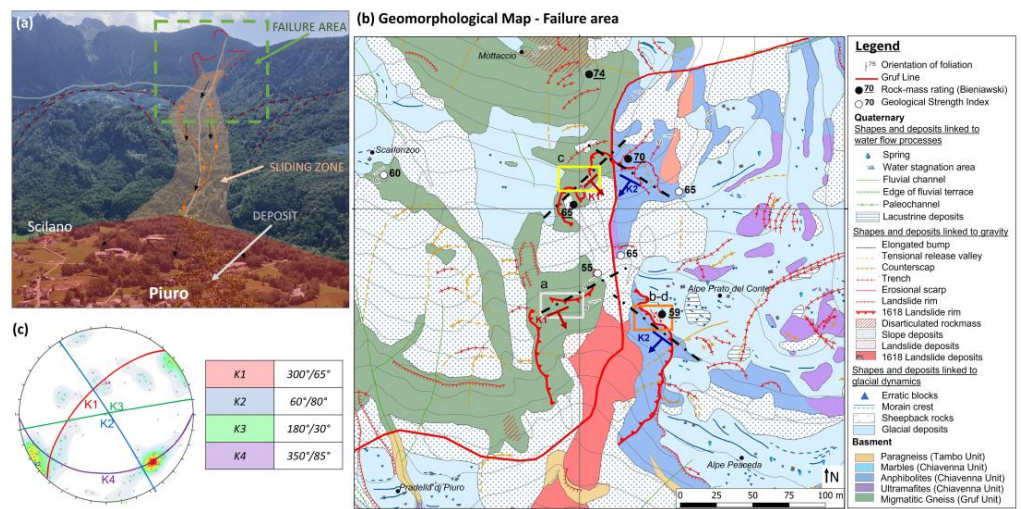 (a)
FAILURE AREA
SLIDING ZONE
DEPOSIT
Scilano
Piuro
(c)
K1
K3
K2
K4
K1 300°/65°
K2 60°/80°
K3 180°/30°
K4 350°/85°
(b) Geomorphological Map - Failure area
Mottaccio
74
Scarlonzoo
60
c
70
K1
K2
65
65
65
55
a
b-d
Alpe Prato del Conte
59
K1
K2
Alpe Pesceda
Pradella di Piuro
N
0 25 50 75 100 m
Legend
75 Orientation of foliation
Gruf Line
70 Rock-mass rating (Bieniawski)
70 Geological Strength Index
Quaternary
Shapes and deposits linked to
water flow processes
Spring
Water stagnation area
Fluvial channel
Edge of fluvial terrace
Paleochannel
Lacustrine deposits
Shapes and deposits linked to gravity
Elongated bump
Tensional release valley
Counterscap
Trench
Erosional scarp
Landslide rim
1618 Landslide rim
Disarticulated rockmass
Slope deposits
Landslide deposits
1618 Landslide deposits
Shapes and deposits linked to
glacial dynamics
Erratic blocks
Morain crest
Sheepback rocks
Glacial deposits
Basment
Paragneiss (Tambo Unit)
Marbles (Chiavenna Unit)
Anphibolites (Chiavenna Unit)
Ultramafites (Chiavenna Unit)
Migmatitic Gneiss (Gruf Unit)